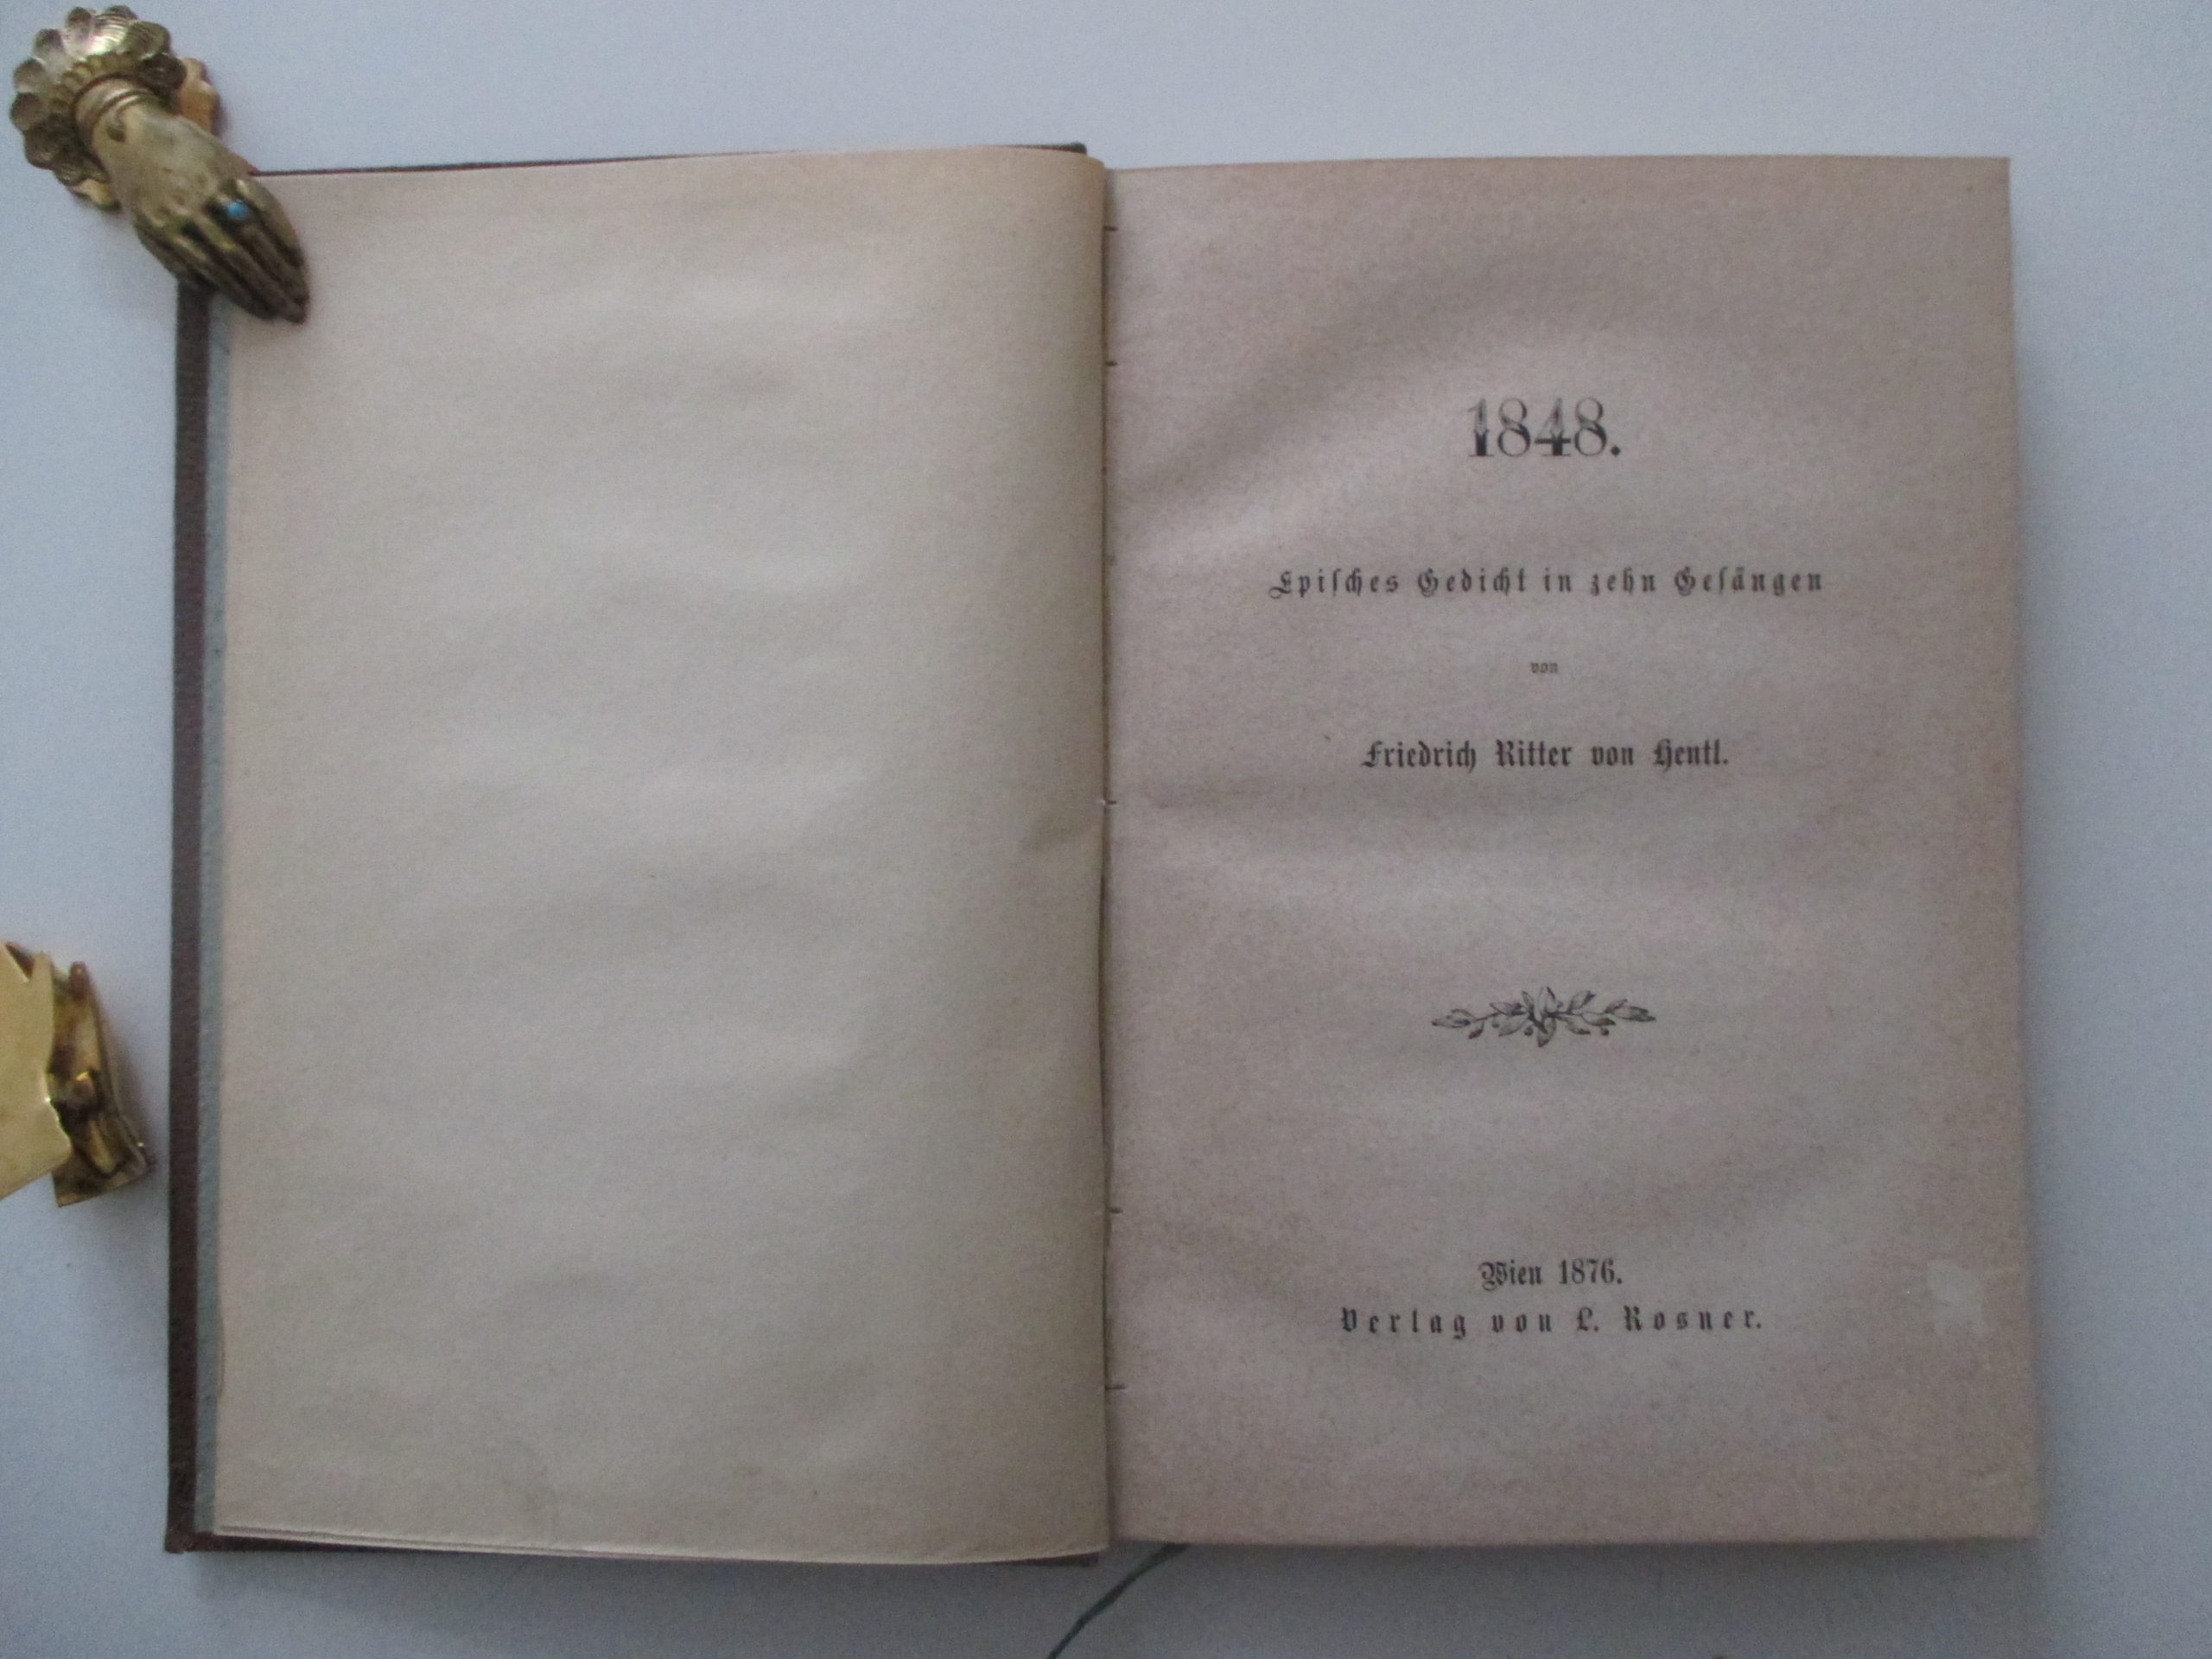 1848.
Epiſches Gedicht in zehn Geſängen
von
Friedrich Ritter von Hentl.
Wien 1876.
Verlag von L. Rosner.